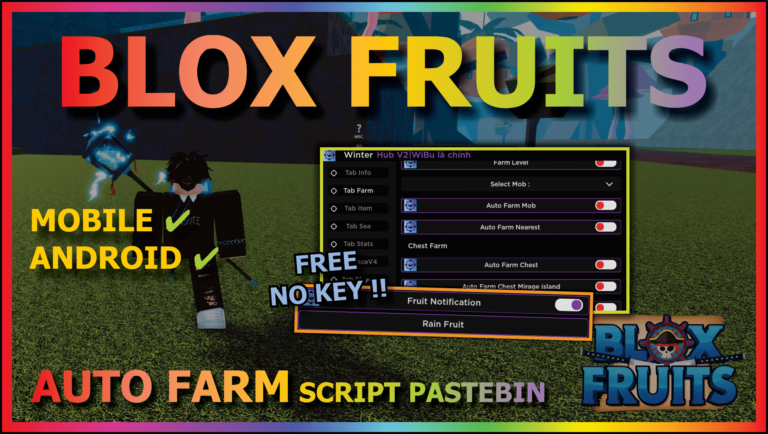 BLOX FRUITS
?
MISC
Winter Hub V2|WiBu là chính
Tab Info
Tab Farm
Tab Item
Tab Sea
Tab Stats
ceV4
Farm Level
Select Mob :
Auto Farm Mob
Auto Farm Nearest
Chest Farm
Auto Farm Chest
Auto Farm Chest Mirage island
MOBILE
ANDROID
FREE
NO KEY !!
Fruit Notification
Rain Fruit
BLOX
FRUITS
AUTO FARM SCRIPT PASTEBIN